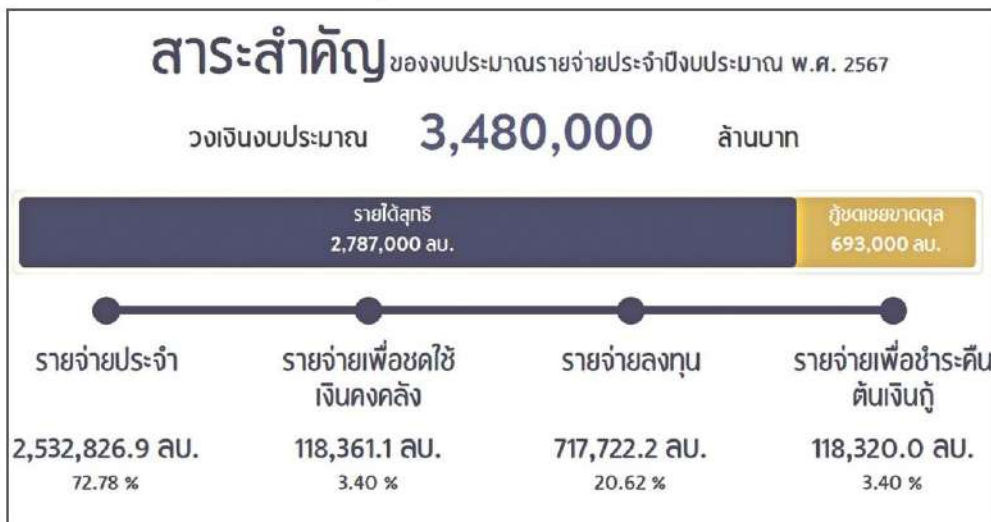 สาระสำคัญ ของงบประมาณรายจ่ายประจำปีงบประมาณ พ.ศ. 2567
วงเงินงบประมาณ 3,480,000 ล้านบาท
รายได้สุทธิ
2,787,000 ลบ.
กู้ชดเชยขาดดุล
693,000 ลบ.
รายจ่ายประจำ
2,532,826.9 ลบ.
72.78 %
รายจ่ายเพื่อชดใช้
เงินคงคลัง
118,361.1 ลบ.
3.40 %
รายจ่ายลงทุน
717,722.2 ลบ.
20.62 %
รายจ่ายเพื่อชำระคืน
ต้นเงินกู้
118,320.0 ลบ.
3.40 %